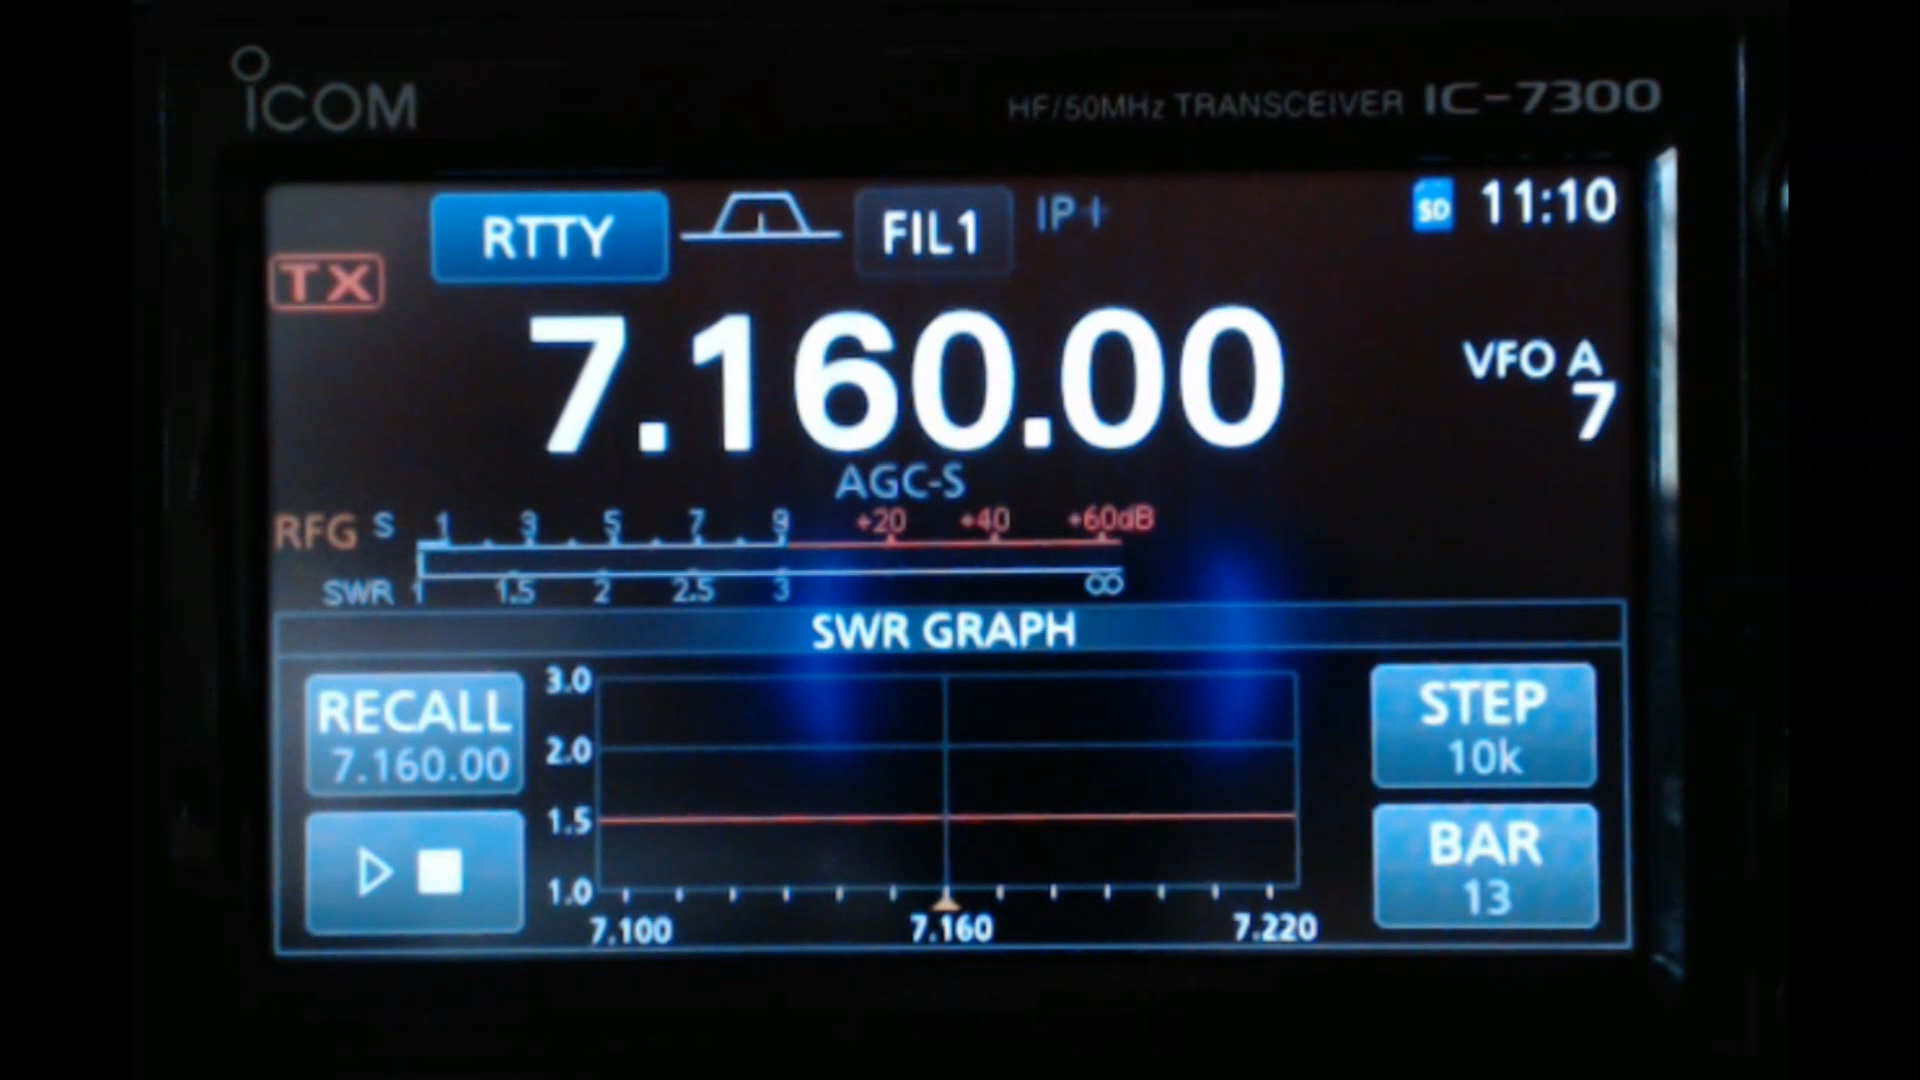 ICOM
HF/50MHz TRANSCEIVER IC-7300
RTTY FIL1 IP+ SD 11:10
TX
7.160.00
VFO A
7
AGC-S
RFG S 1 3 5 7 9 +20 +40 +60dB
SWR 1 1.5 2 2.5 3 ∞
SWR GRAPH
RECALL
7.160.00
3.0
2.0
1.5
1.0
7.100 7.160 7.220
STEP
10k
BAR
13